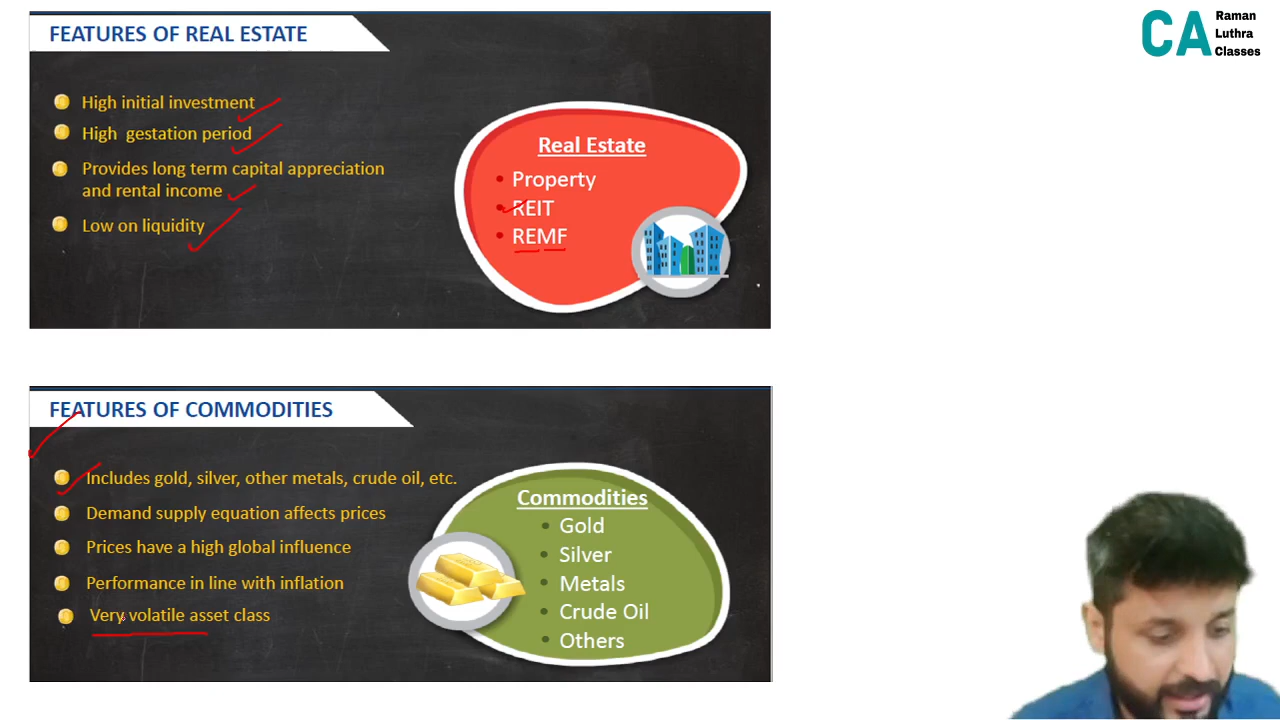 FEATURES OF REAL ESTATE
High initial investment
High gestation period
Provides long term capital appreciation
and rental income
Low on liquidity
Real Estate
• Property
• REIT
• REMF
FEATURES OF COMMODITIES
Includes gold, silver, other metals, crude oil, etc.
Demand supply equation affects prices
Prices have a high global influence
Performance in line with inflation
Very volatile asset class
Commodities
• Gold
• Silver
• Metals
• Crude Oil
• Others
CA Raman
Luthra
Classes